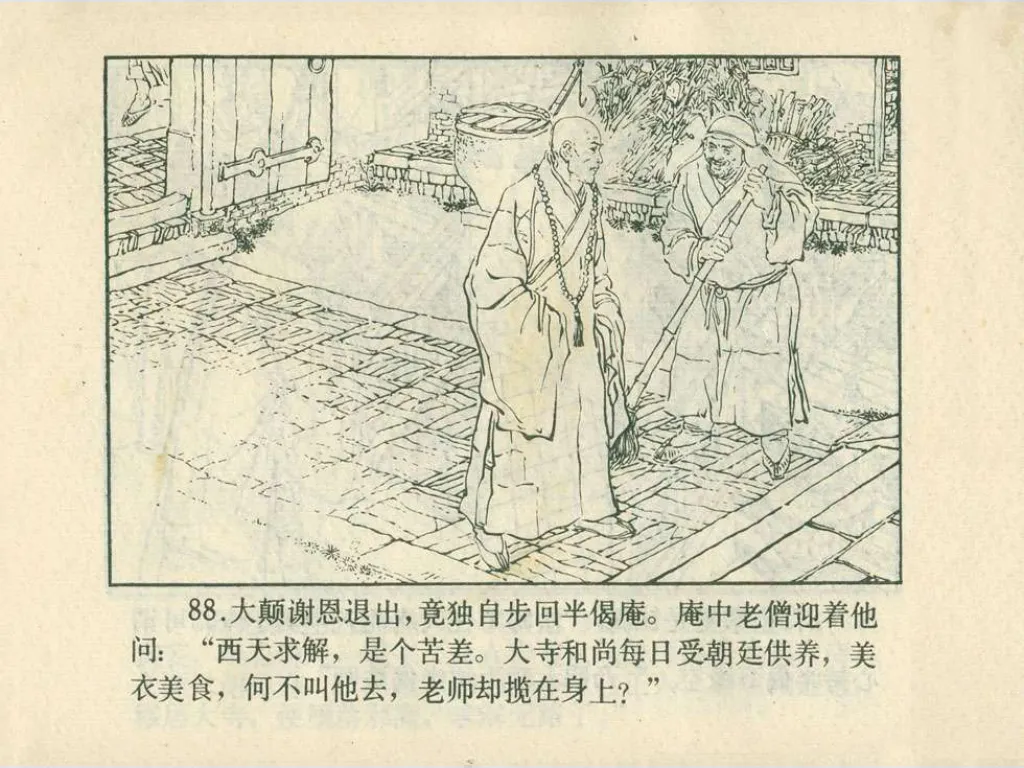 88.大颠谢恩退出，竟独自步回半偈庵。庵中老僧迎着他
问：“西天求解，是个苦差。大寺和尚每日受朝廷供养，美
衣美食，何不叫他去，老师却揽在身上？”